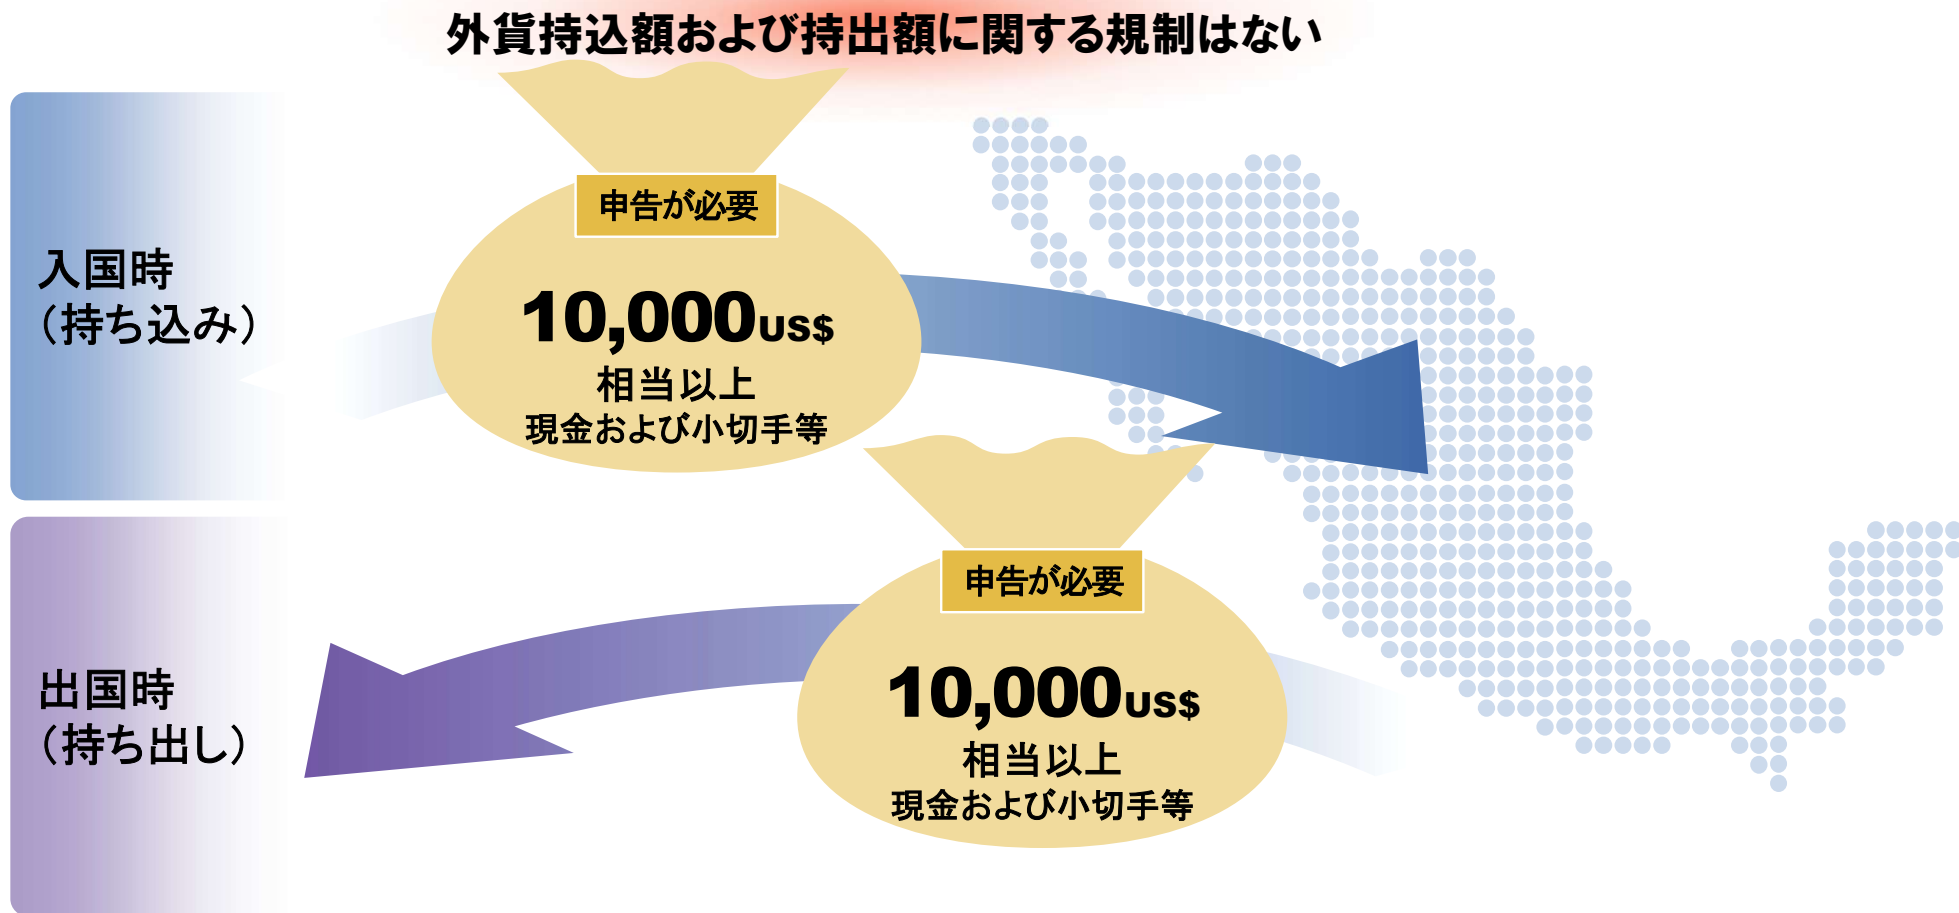 外貨持込額および持出額に関する規制はない
入国時
（持ち込み）
申告が必要
10,000US$
相当以上
現金および小切手等
出国時
（持ち出し）
申告が必要
10,000US$
相当以上
現金および小切手等